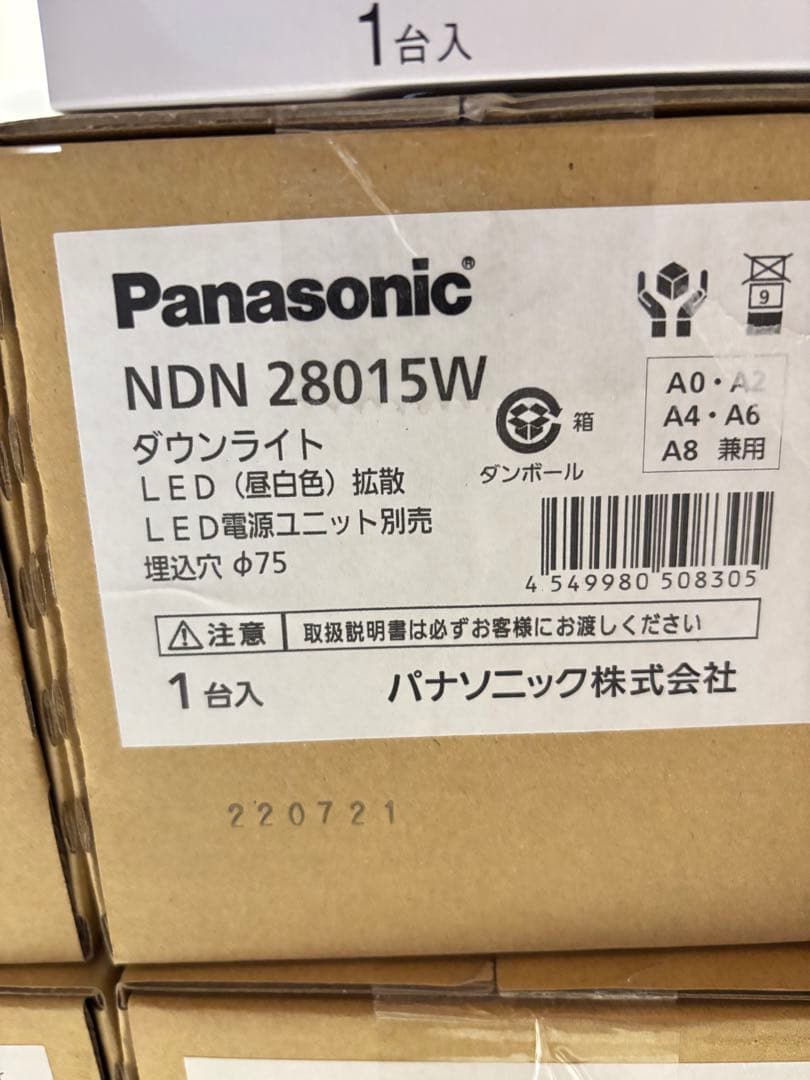 1台入
Panasonic®
9
NDN 28015W
A0・A2
A4・A6
A8 兼用
箱
ダンボール
ダウンライト
LED（昼白色）拡散
LED電源ユニット別売
埋込穴 φ75
4 549980 508305
注意 取扱説明書は必ずお客様にお渡しください
1台入
パナソニック株式会社
220721